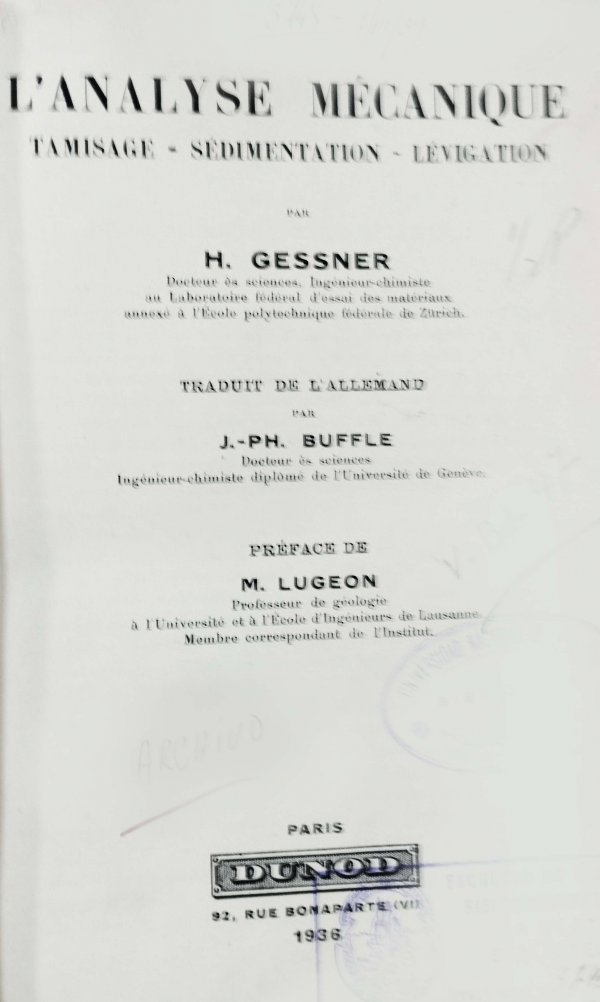 L'ANALYSE MÉCANIQUE
TAMISAGE - SÉDIMENTATION - LÉVIGATION
PAR
H. GESSNER
Docteur ès sciences, Ingénieur-chimiste
au Laboratoire fédéral d'essai des matériaux
annexé à l'École polytechnique fédérale de Zürich.
TRADUIT DE L'ALLEMAND
PAR
J.-PH. BUFFLE
Docteur ès sciences
Ingénieur-chimiste diplômé de l'Université de Genève.
PRÉFACE DE
M. LUGEON
Professeur de géologie
à l'Université et à l'École d'Ingénieurs de Lausanne.
Membre correspondant de l'Institut.
ARCHIVO
PARIS
DUNOD
92, RUE BONAPARTE (VI)
1936